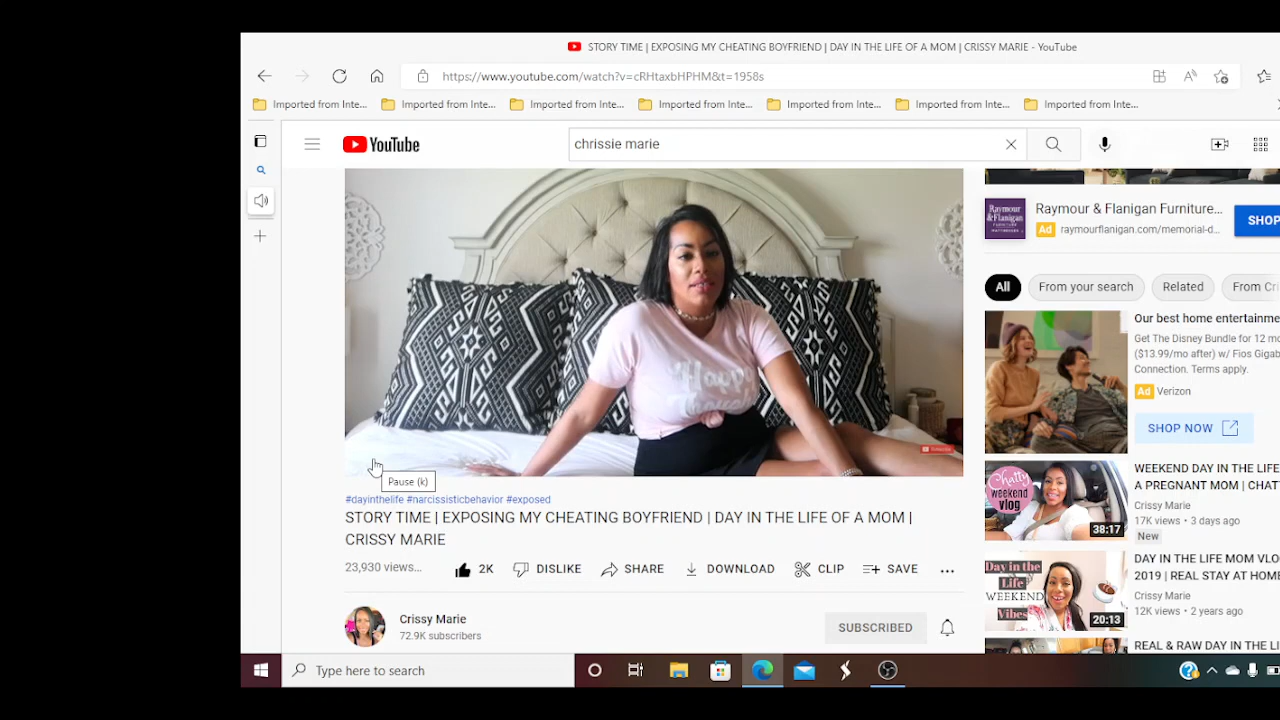 STORY TIME | EXPOSING MY CHEATING BOYFRIEND | DAY IN THE LIFE OF A MOM | CRISSY MARIE - YouTube
https://www.youtube.com/watch?v=cRHtaxbHPHM&t=1958s
Imported from Inte... Imported from Inte... Imported from Inte... Imported from Inte... Imported from Inte... Imported from Inte... Imported from Inte...
YouTube
chrissie marie
Raymour & Flanigan Furniture...
Ad raymourflanigan.com/memorial-d...
SHOP
All From your search Related From Cri
Our best home entertainme
Get The Disney Bundle for 12 mo
($13.99/mo after) w/ Fios Gigab
Connection. Terms apply.
Ad Verizon
SHOP NOW
Pause (k)
#dayinthelife #narcissisticbehavior #exposed
STORY TIME | EXPOSING MY CHEATING BOYFRIEND | DAY IN THE LIFE OF A MOM |
CRISSY MARIE
23,930 views...
2K DISLIKE SHARE DOWNLOAD CLIP SAVE
Crissy Marie
72.9K subscribers
SUBSCRIBED
Chatty
weekend
vlog
38:17
WEEKEND DAY IN THE LIFE
A PREGNANT MOM | CHAT
Crissy Marie
17K views • 3 days ago
New
Day in the
Life
WEEKEND
Vibes
20:13
DAY IN THE LIFE MOM VLO
2019 | REAL STAY AT HOME
Crissy Marie
12K views • 2 years ago
REAL & RAW DAY IN THE LI
Type here to search